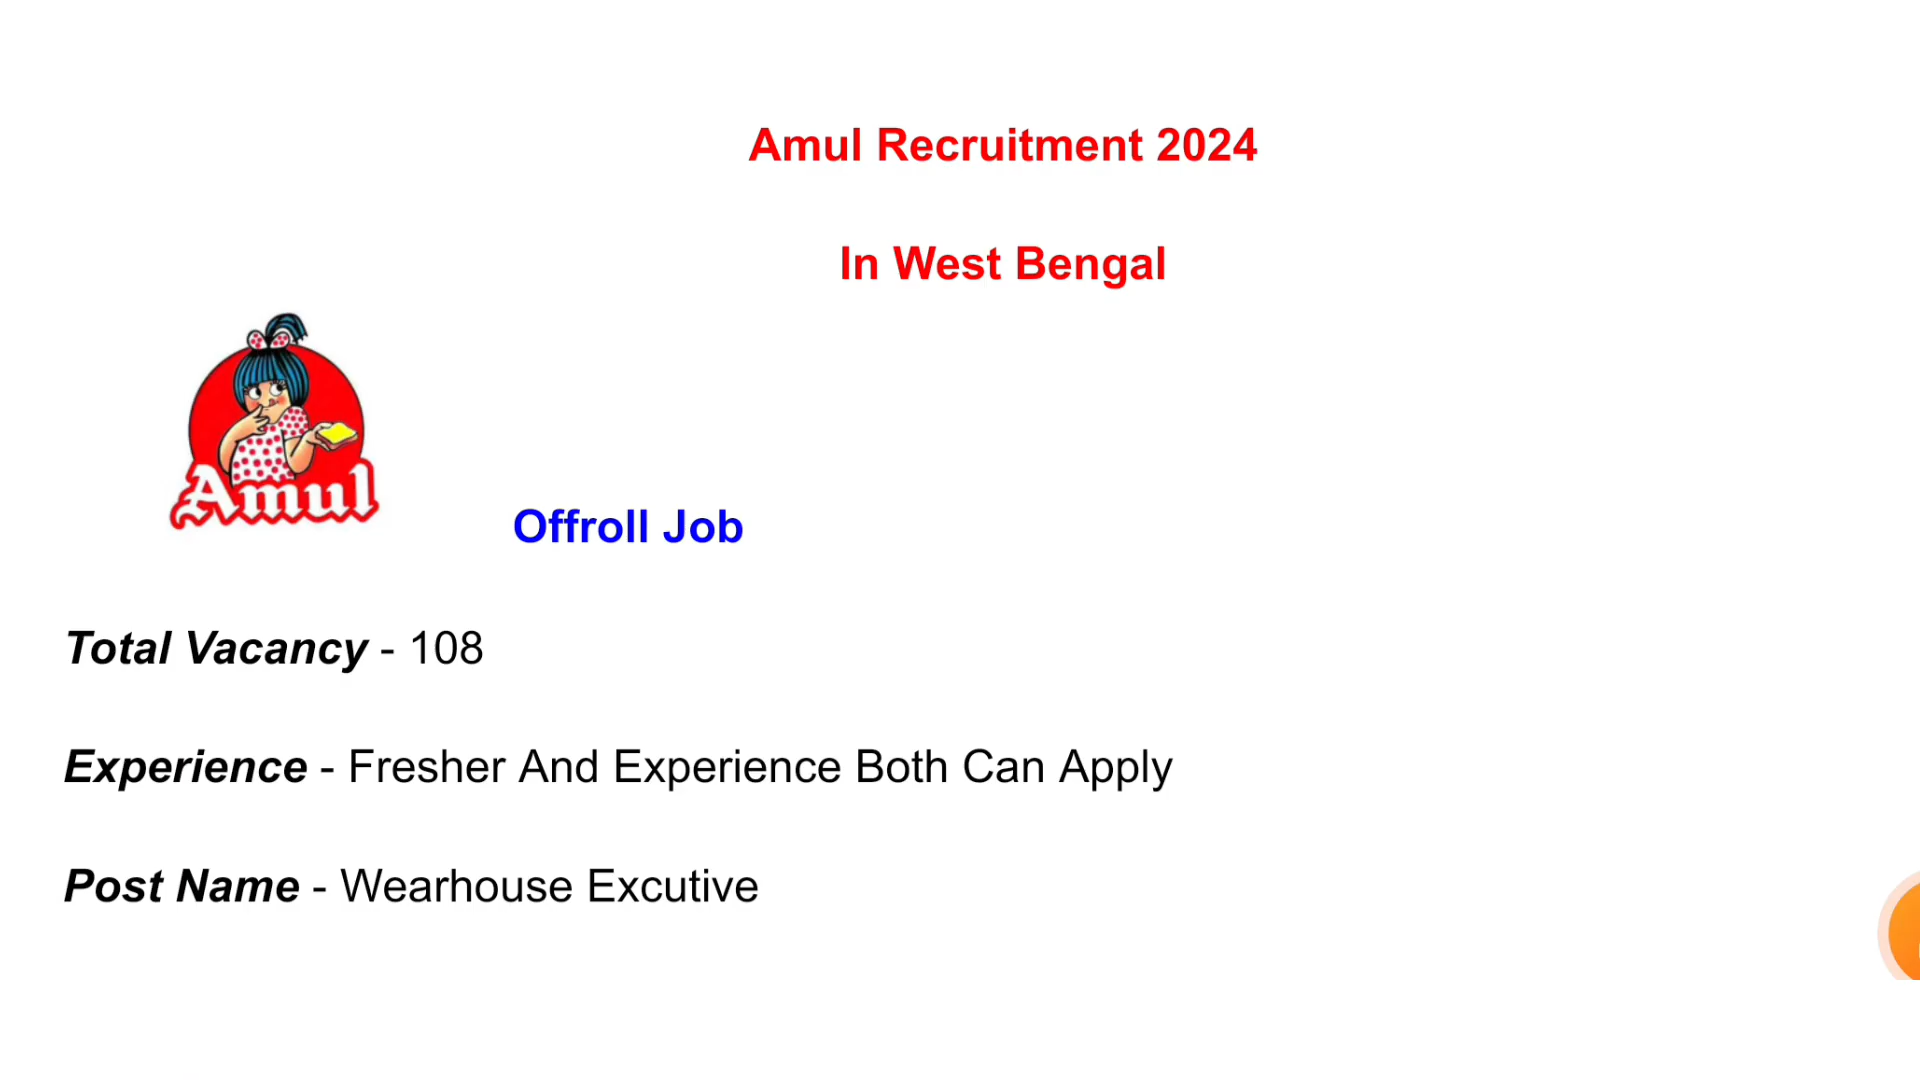 Amul Recruitment 2024
In West Bengal
Amul
Offroll Job
Total Vacancy - 108
Experience - Fresher And Experience Both Can Apply
Post Name - Wearhouse Excutive